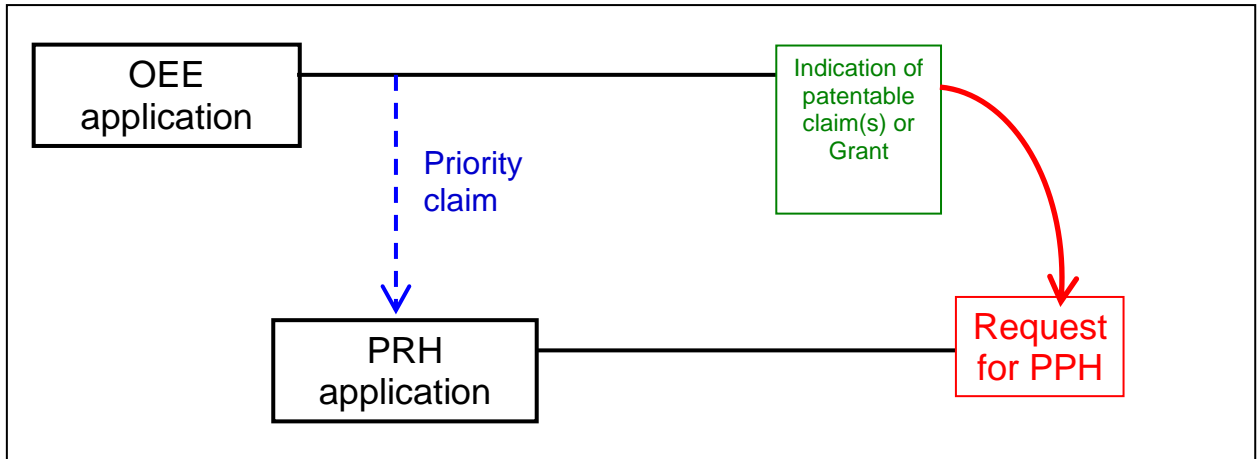 OEE
application
Indication of
patentable
claim(s) or
Grant
Priority
claim
PRH
application
Request
for PPH